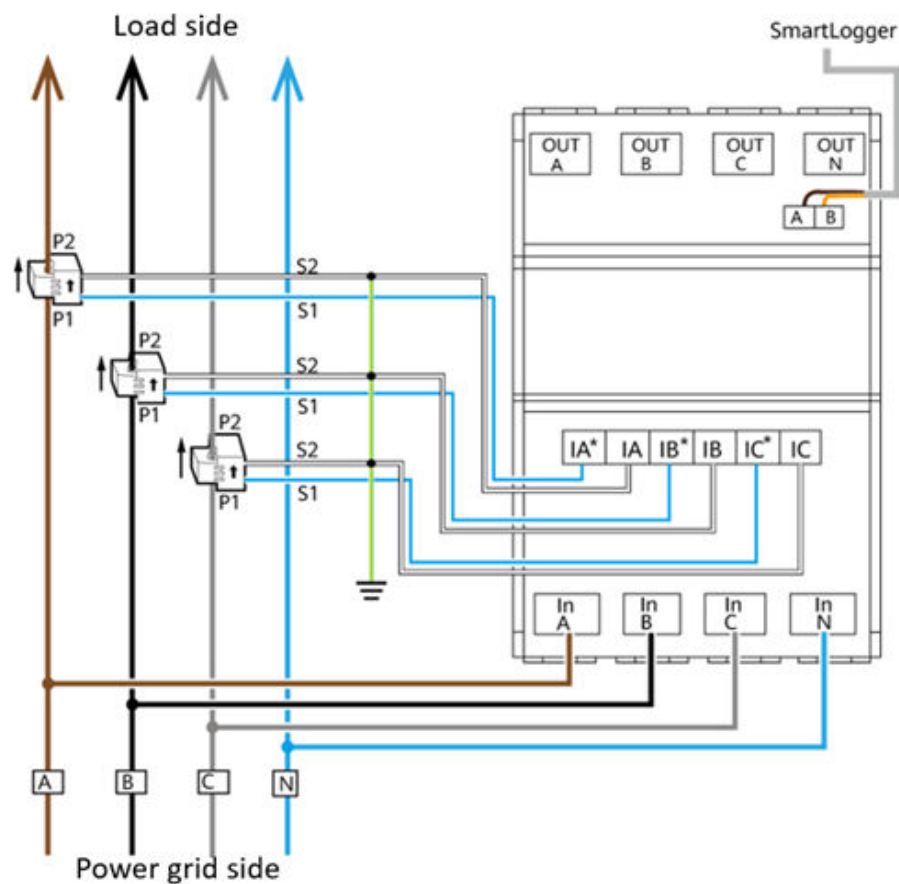 Load side
SmartLogger
OUT A
OUT B
OUT C
OUT N
A B
P2
S2
P1
S1
P2
S2
P1
S1
P2
S2
P1
S1
IA* IA IB* IB IC* IC
In A
In B
In C
In N
A
B
C
N
Power grid side